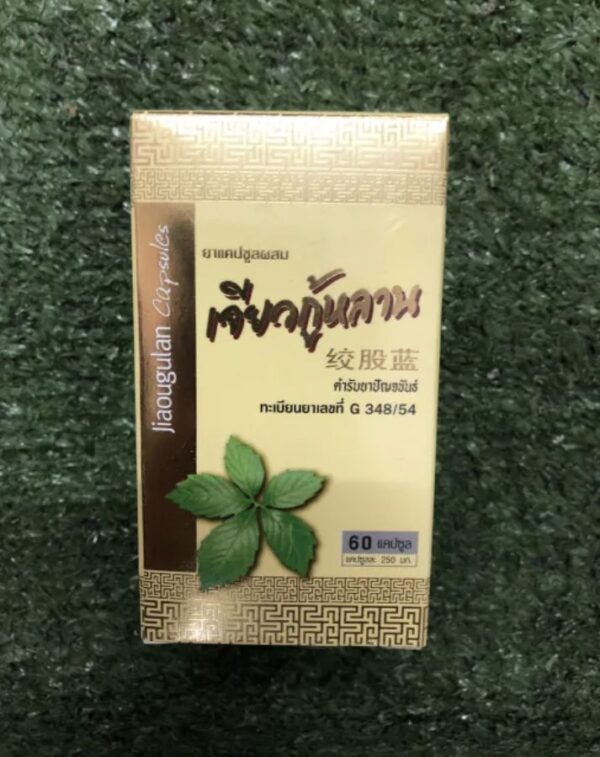 Jiaougulan Capsules
ยาแคปซูลผสม
เจียวกู้หลาน
绞股蓝
ตำรับยาปัญจขันธ์
ทะเบียนยาเลขที่ G 348/54
60 แคปซูล
แคปซูลละ 250 มก.